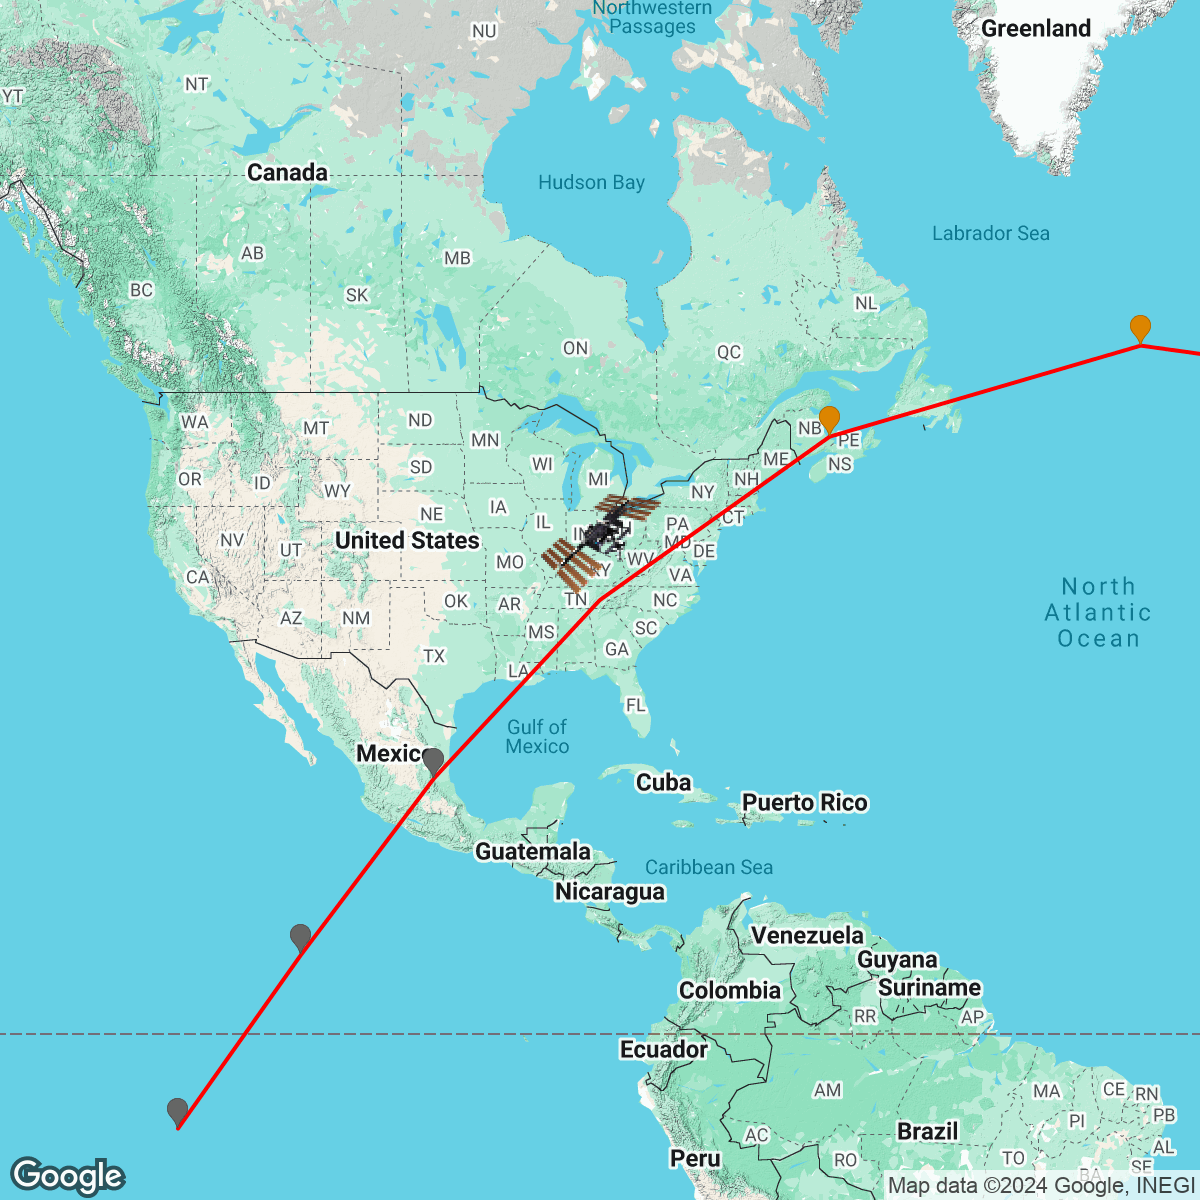 Northwestern
Passages
Greenland
NU
NT
YT
Canada
Hudson Bay
Labrador Sea
AB
MB
BC
SK
NL
ON
QC
WA
MT
ND
MN
NB
PE
ME
NS
OR
ID
SD
WI
MI
NH
NY
WY
IA
NE
IL
PA
CT
NV
UT
United States
MD
DE
MO
WV
CA
KY
VA
OK
AR
TN
NC
AZ
NM
MS
SC
GA
TX
LA
FL
North
Atlantic
Ocean
Gulf of
Mexico
Mexico
Cuba
Puerto Rico
Guatemala
Caribbean Sea
Nicaragua
Venezuela
Guyana
Suriname
Colombia
RR
AP
Ecuador
AM
MA
CE
RN
PB
PI
AC
Brazil
AL
Peru
RO
TO
SE
BA
Google
Map data ©2024 Google, INEGI